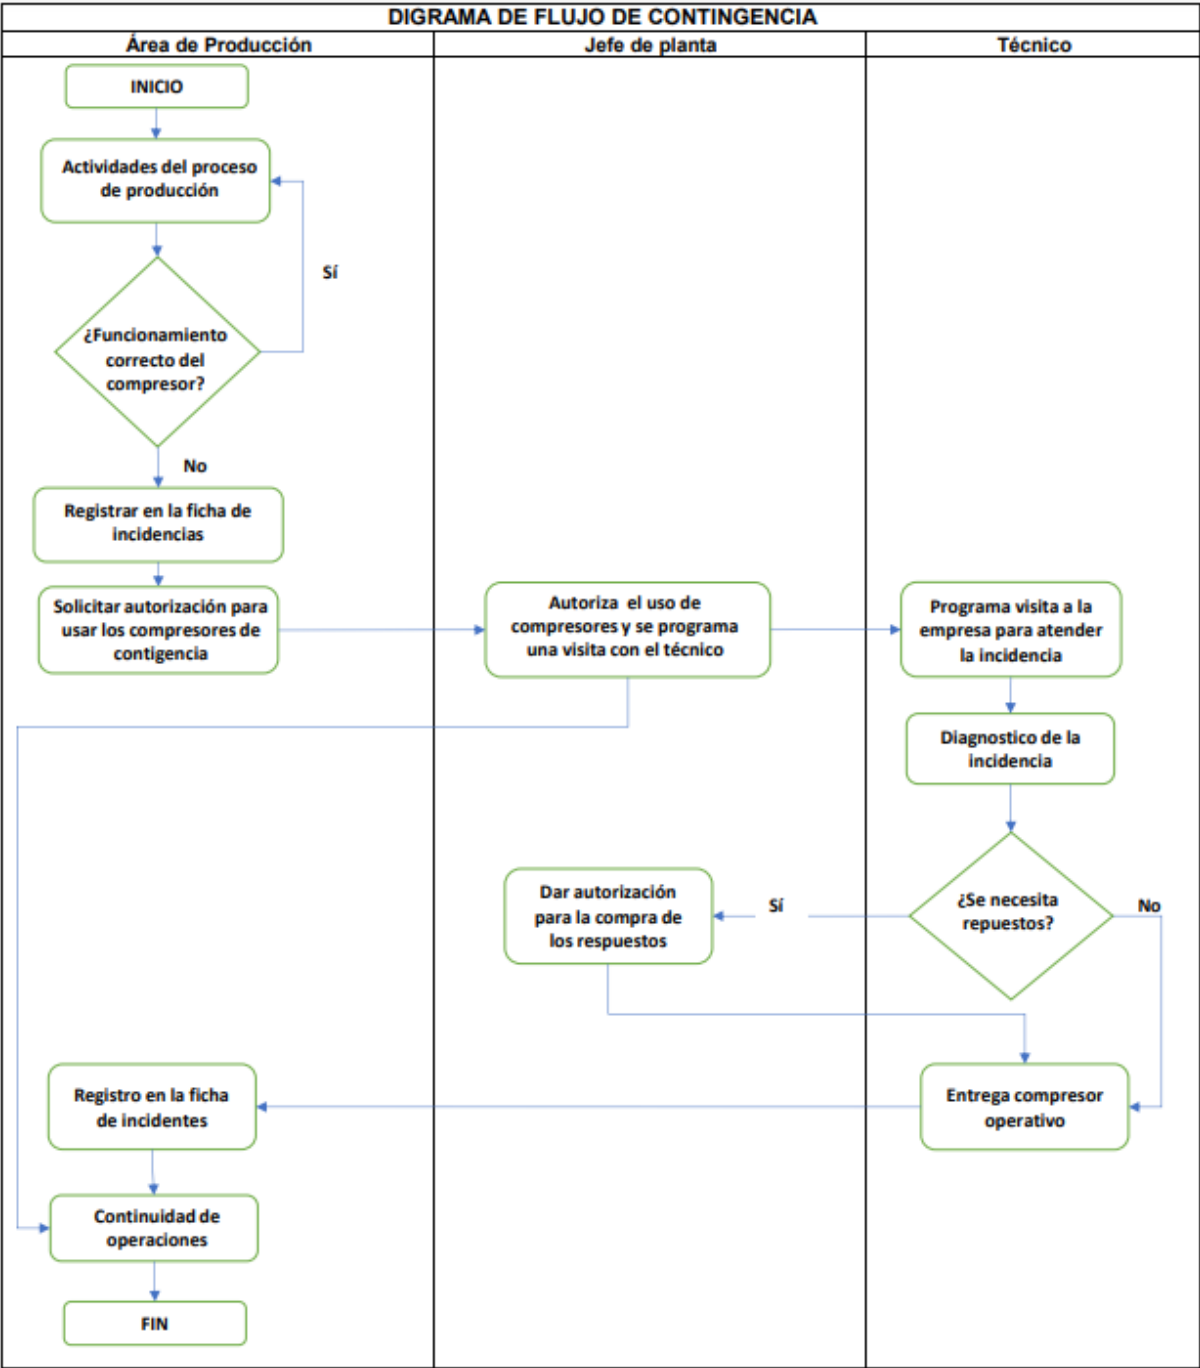 DIGRAMA DE FLUJO DE CONTINGENCIA
Área de Producción
Jefe de planta
Técnico
INICIO
Actividades del proceso
de producción
Sí
¿Funcionamiento
correcto del
compresor?
No
Registrar en la ficha de
incidencias
Solicitar autorización para
usar los compresores de
contigencia
Autoriza el uso de
compresores y se programa
una visita con el técnico
Programa visita a la
empresa para atender
la incidencia
Diagnostico de la
incidencia
¿Se necesita
repuestos?
Sí
No
Dar autorización
para la compra de
los respuestos
Entrega compresor
operativo
Registro en la ficha
de incidentes
Continuidad de
operaciones
FIN